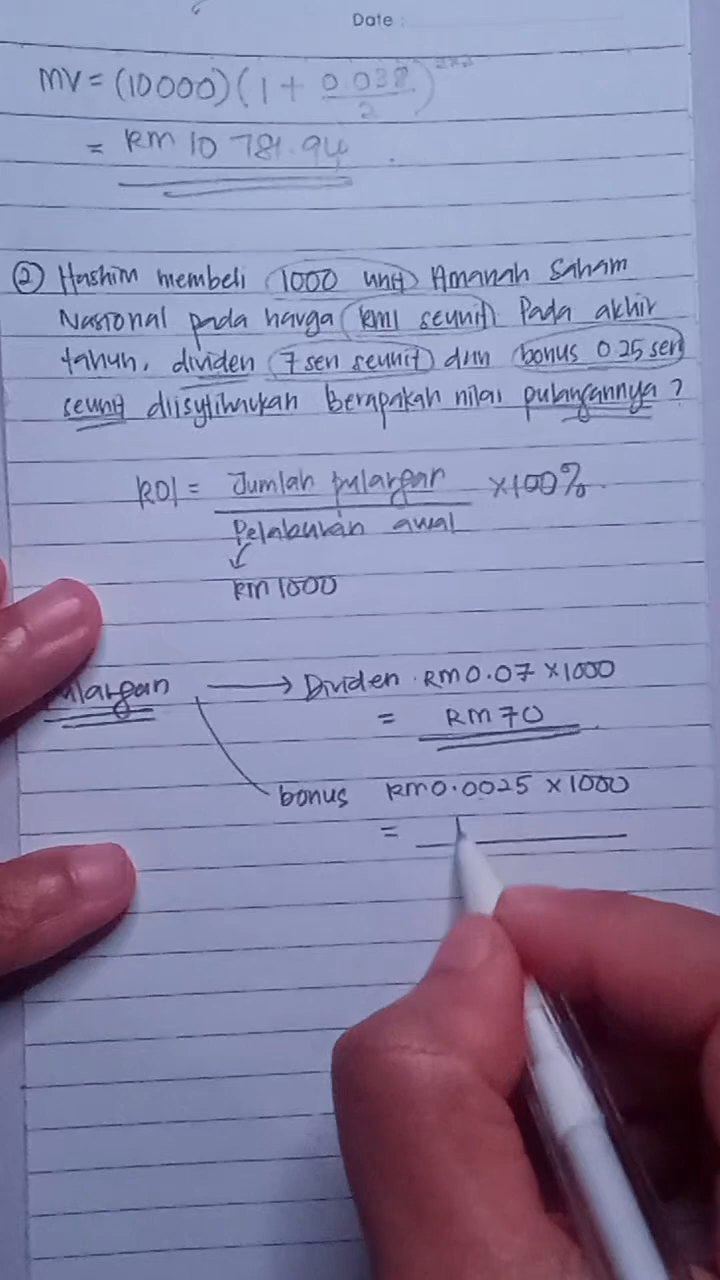 Date :
MV = (10000) (1 + 0.038/2)
= RM 10 781.94
② Hashim membeli 1000 unit Amanah Saham
Nasional pada harga RM1 seunit. Pada akhir
tahun, dividen 7 sen seunit dan bonus 0.25 sen
seunit diisytiharkan berapakah nilai pulangannya ?
ROI = Jumlah pulangan ×100%
Pelaburan awal
RM 1000
ulangan → Dividen RM0.07 ×1000
= RM70
bonus RM0.0025 × 1000
=